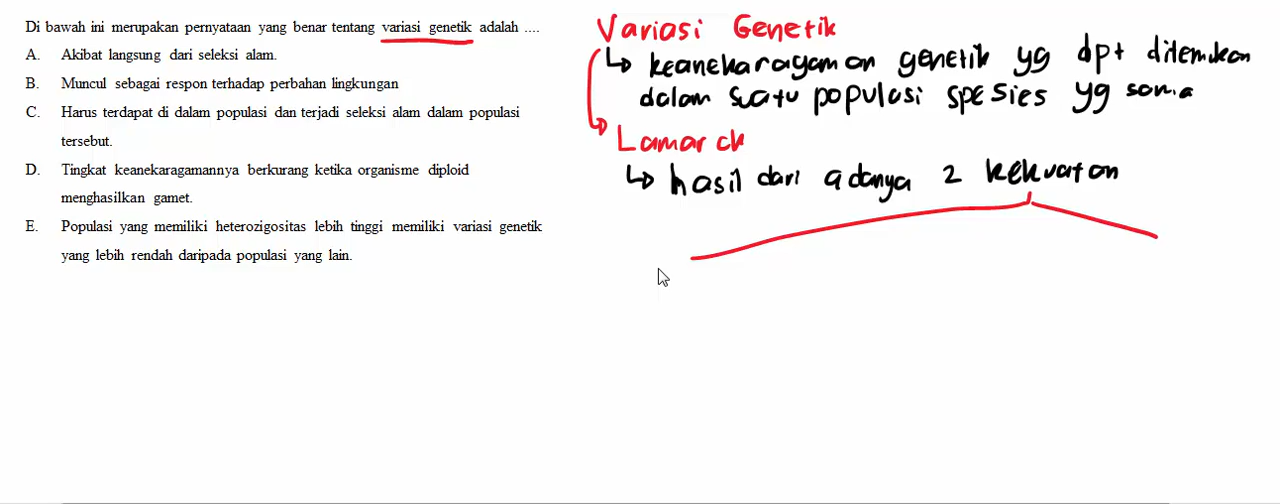 Di bawah ini merupakan pernyataan yang benar tentang variasi genetik adalah ....
A. Akibat langsung dari seleksi alam.
B. Muncul sebagai respon terhadap perbahan lingkungan
C. Harus terdapat di dalam populasi dan terjadi seleksi alam dalam populasi
tersebut.
D. Tingkat keanekaragamannya berkurang ketika organisme diploid
menghasilkan gamet.
E. Populasi yang memiliki heterozigositas lebih tinggi memiliki variasi genetik
yang lebih rendah daripada populasi yang lain.
Variasi Genetik
↳ keanekaragaman genetik yg dpt ditemukan
dalam suatu populasi spesies yg sama
Lamarck
↳ hasil dari adanya 2 kekuatan